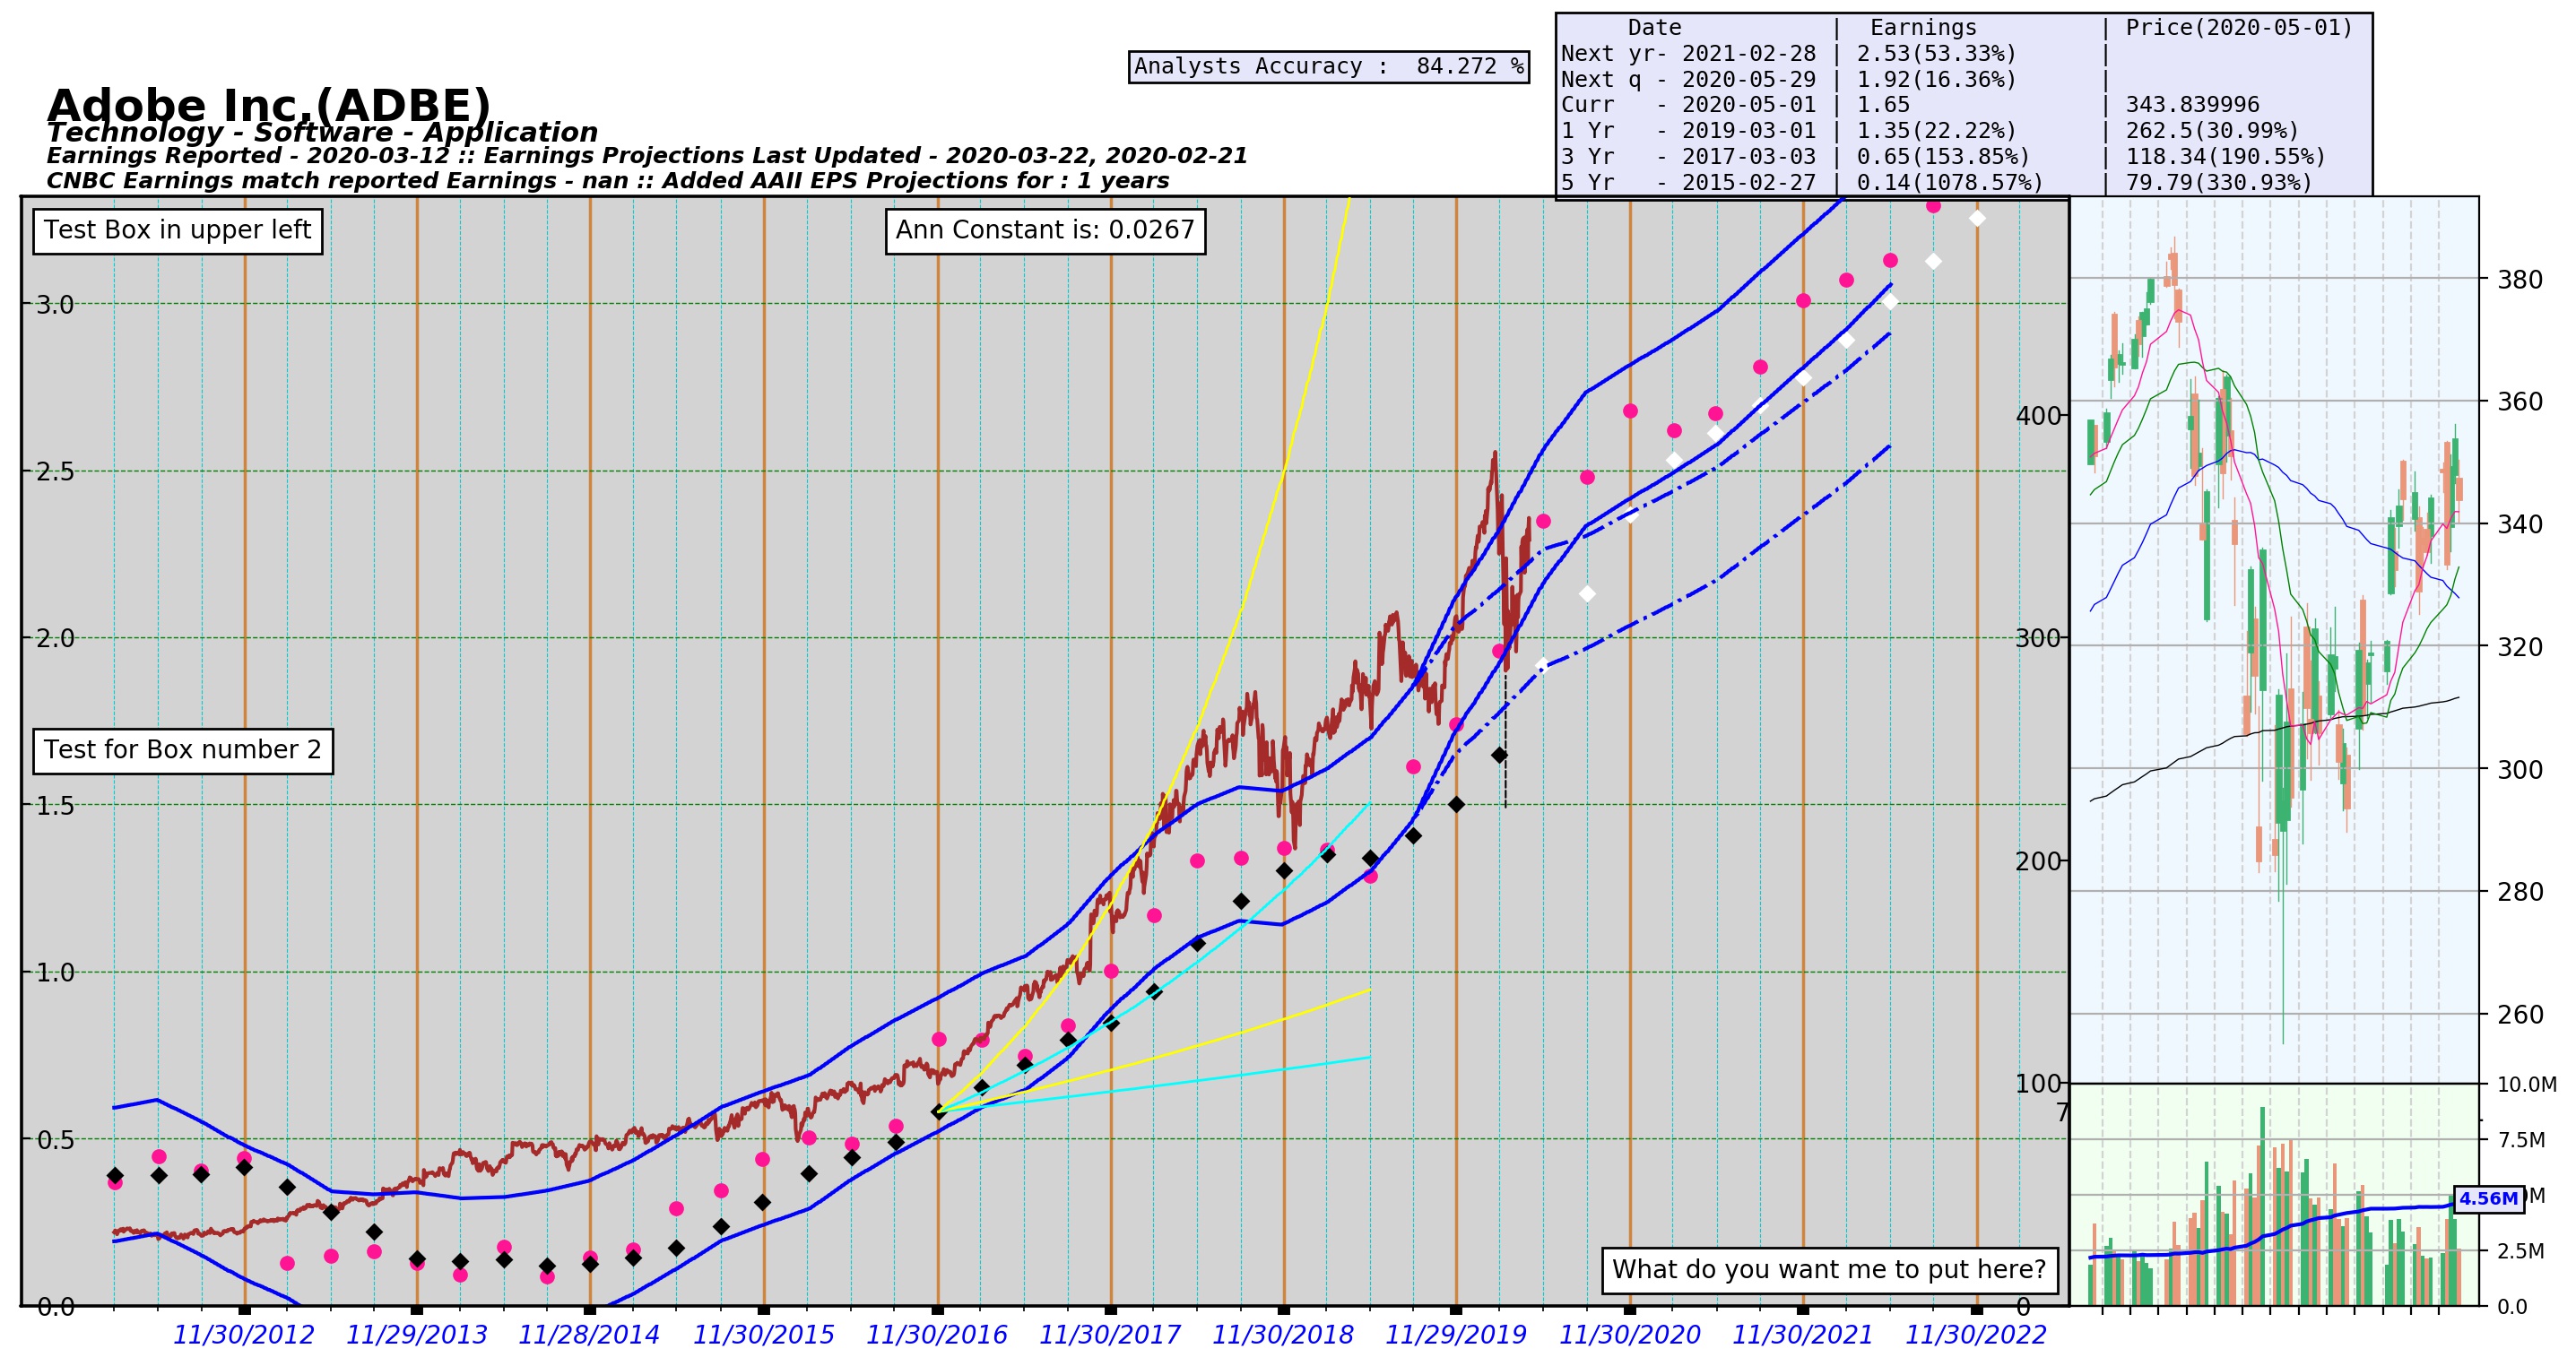 Date | Earnings | Price(2020-05-01)
Next yr- 2021-02-28 | 2.53(53.33%) |
Next q - 2020-05-29 | 1.92(16.36%) |
Curr - 2020-05-01 | 1.65 | 343.839996
1 Yr - 2019-03-01 | 1.35(22.22%) | 262.5(30.99%)
3 Yr - 2017-03-03 | 0.65(153.85%) | 118.34(190.55%)
5 Yr - 2015-02-27 | 0.14(1078.57%) | 79.79(330.93%)
Analysts Accuracy : 84.272 %
Adobe Inc.(ADBE)
Technology - Software - Application
Earnings Reported - 2020-03-12 :: Earnings Projections Last Updated - 2020-03-22, 2020-02-21
CNBC Earnings match reported Earnings - nan :: Added AAII EPS Projections for : 1 years
Test Box in upper left
Ann Constant is: 0.0267
Test for Box number 2
What do you want me to put here?
3.0
2.5
2.0
1.5
1.0
0.5
0.0
400
300
200
100
7
0
380
360
340
320
300
280
260
10.0M
7.5M
4.56M
2.5M
0.0
11/30/2012 11/29/2013 11/28/2014 11/30/2015 11/30/2016 11/30/2017 11/30/2018 11/29/2019 11/30/2020 11/30/2021 11/30/2022